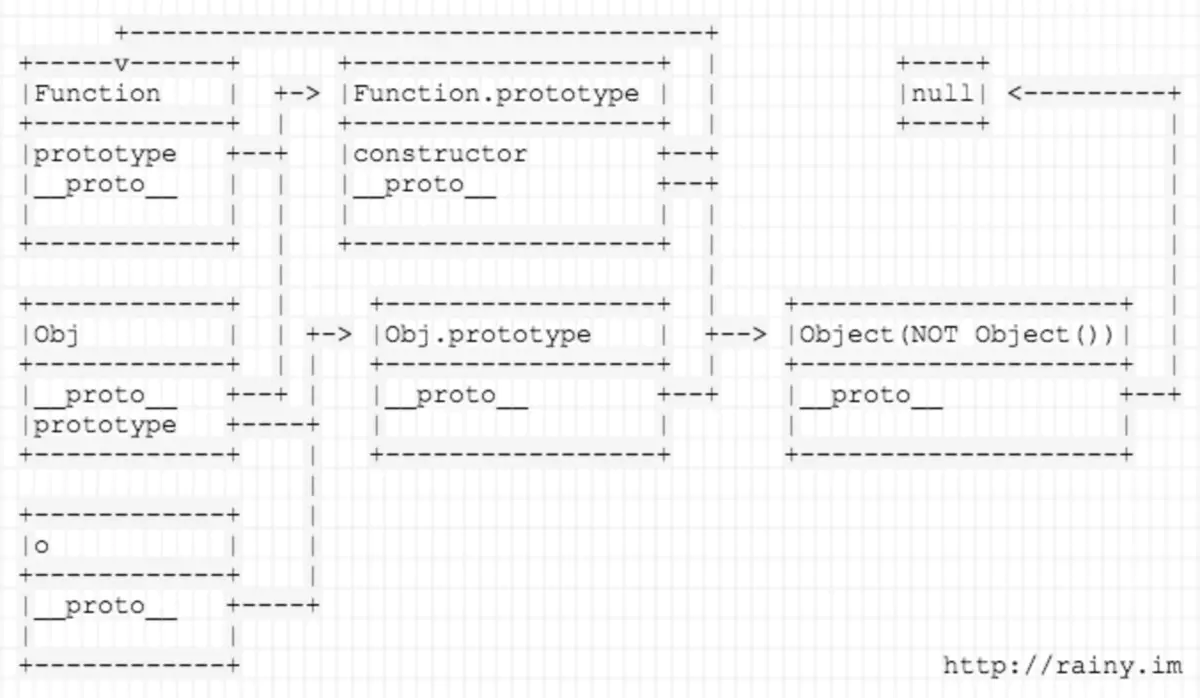 Function
Function.prototype
null
prototype
__proto__
constructor
__proto__
Obj
Obj.prototype
Object(NOT Object())
__proto__
prototype
__proto__
__proto__
o
__proto__
http://rainy.im